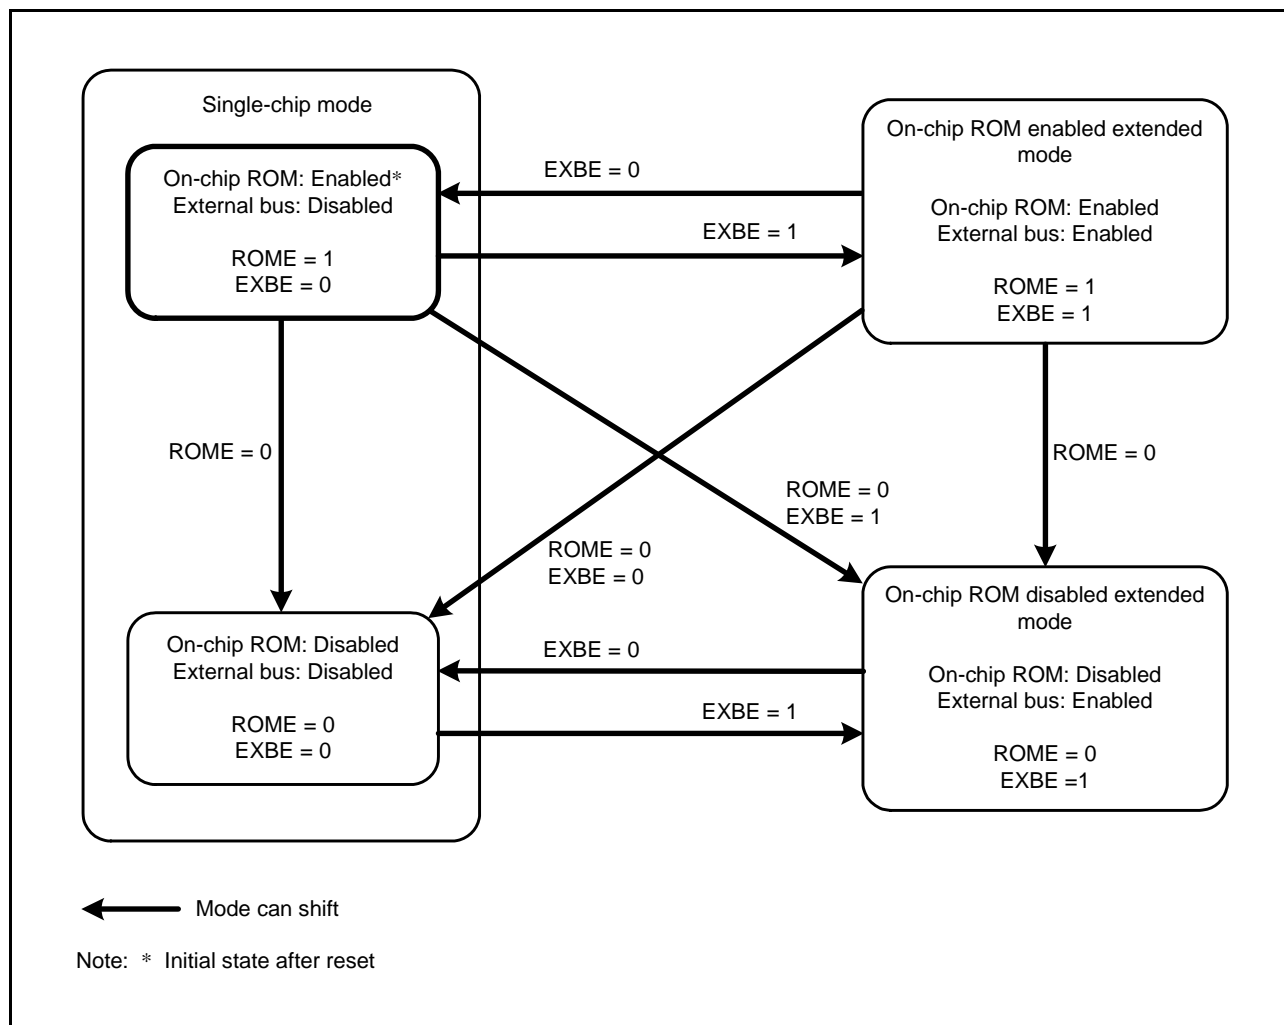 Single-chip mode
On-chip ROM: Enabled*
External bus: Disabled
ROME = 1
EXBE = 0
EXBE = 0
EXBE = 1
On-chip ROM enabled extended
mode
On-chip ROM: Enabled
External bus: Enabled
ROME = 1
EXBE = 1
ROME = 0
ROME = 0
EXBE = 1
ROME = 0
EXBE = 0
ROME = 0
On-chip ROM: Disabled
External bus: Disabled
ROME = 0
EXBE = 0
EXBE = 0
EXBE = 1
On-chip ROM disabled extended
mode
On-chip ROM: Disabled
External bus: Enabled
ROME = 0
EXBE =1
Mode can shift
Note: * Initial state after reset